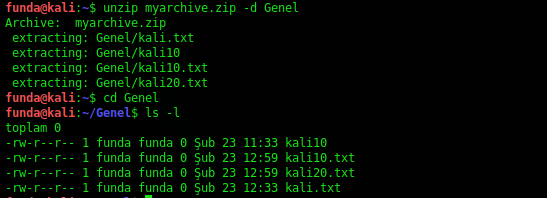 funda@kali:~$ unzip myarchive.zip -d Genel
Archive:  myarchive.zip
 extracting: Genel/kali.txt
 extracting: Genel/kali10
 extracting: Genel/kali10.txt
 extracting: Genel/kali20.txt
funda@kali:~$ cd Genel
funda@kali:~/Genel$ ls -l
toplam 0
-rw-r--r-- 1 funda funda 0 Şub 23 11:33 kali10
-rw-r--r-- 1 funda funda 0 Şub 23 12:59 kali10.txt
-rw-r--r-- 1 funda funda 0 Şub 23 12:59 kali20.txt
-rw-r--r-- 1 funda funda 0 Şub 23 12:33 kali.txt